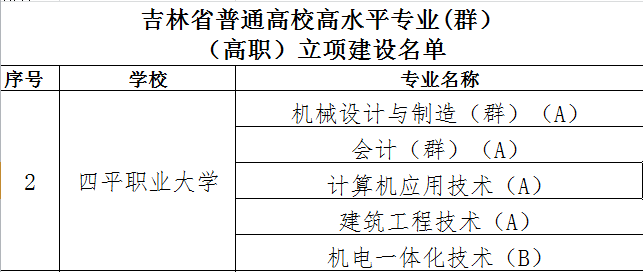 吉林省普通高校高水平专业(群)
（高职）立项建设名单
序号 学校 专业名称
机械设计与制造（群）（A）
会计（群）（A）
2 四平职业大学 计算机应用技术（A）
建筑工程技术（A）
机电一体化技术（B）